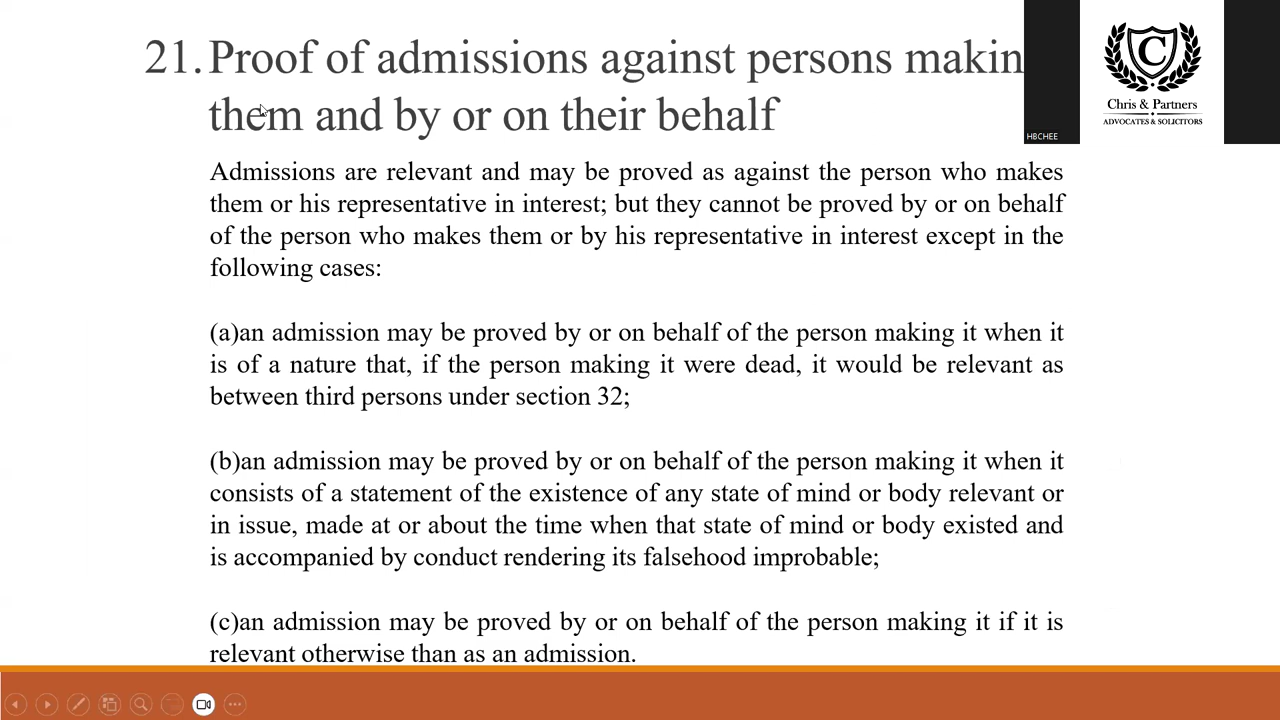 21. Proof of admissions against persons makin
them and by or on their behalf
Admissions are relevant and may be proved as against the person who makes
them or his representative in interest; but they cannot be proved by or on behalf
of the person who makes them or by his representative in interest except in the
following cases:
(a)an admission may be proved by or on behalf of the person making it when it
is of a nature that, if the person making it were dead, it would be relevant as
between third persons under section 32;
(b)an admission may be proved by or on behalf of the person making it when it
consists of a statement of the existence of any state of mind or body relevant or
in issue, made at or about the time when that state of mind or body existed and
is accompanied by conduct rendering its falsehood improbable;
(c)an admission may be proved by or on behalf of the person making it if it is
relevant otherwise than as an admission.
C
Chris & Partners
ADVOCATES & SOLICITORS
HBCHEE